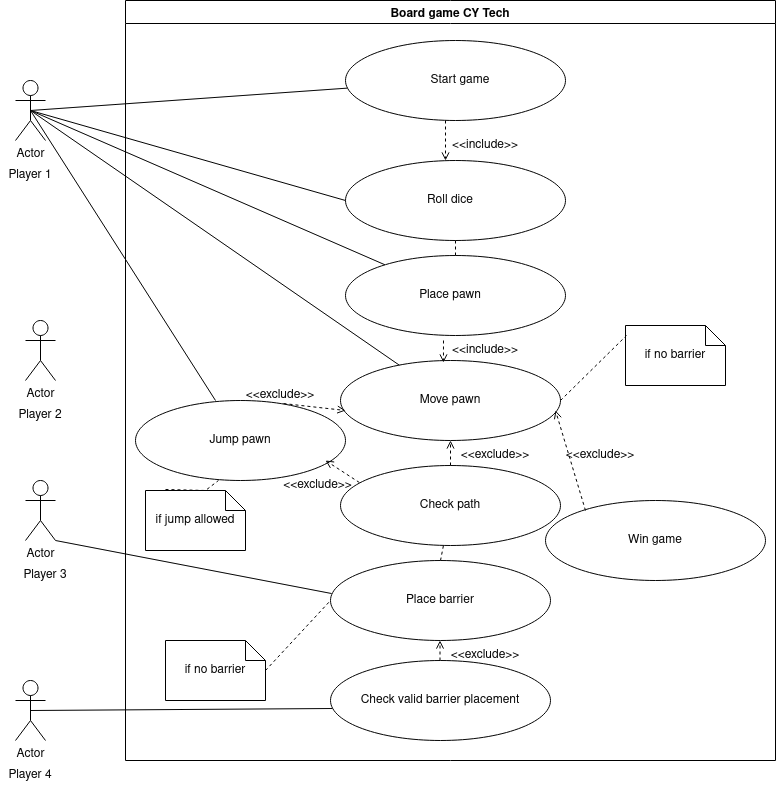 Board game CY Tech
Start game
<<include>>
Actor
Player 1
Roll dice
Place pawn
<<include>>
if no barrier
Actor
Player 2
<<exclude>>
Move pawn
Jump pawn
<<exclude>>
<<exclude>>
<<exclude>>
Check path
if jump allowed
Win game
Actor
Player 3
Place barrier
<<exclude>>
if no barrier
Check valid barrier placement
Actor
Player 4